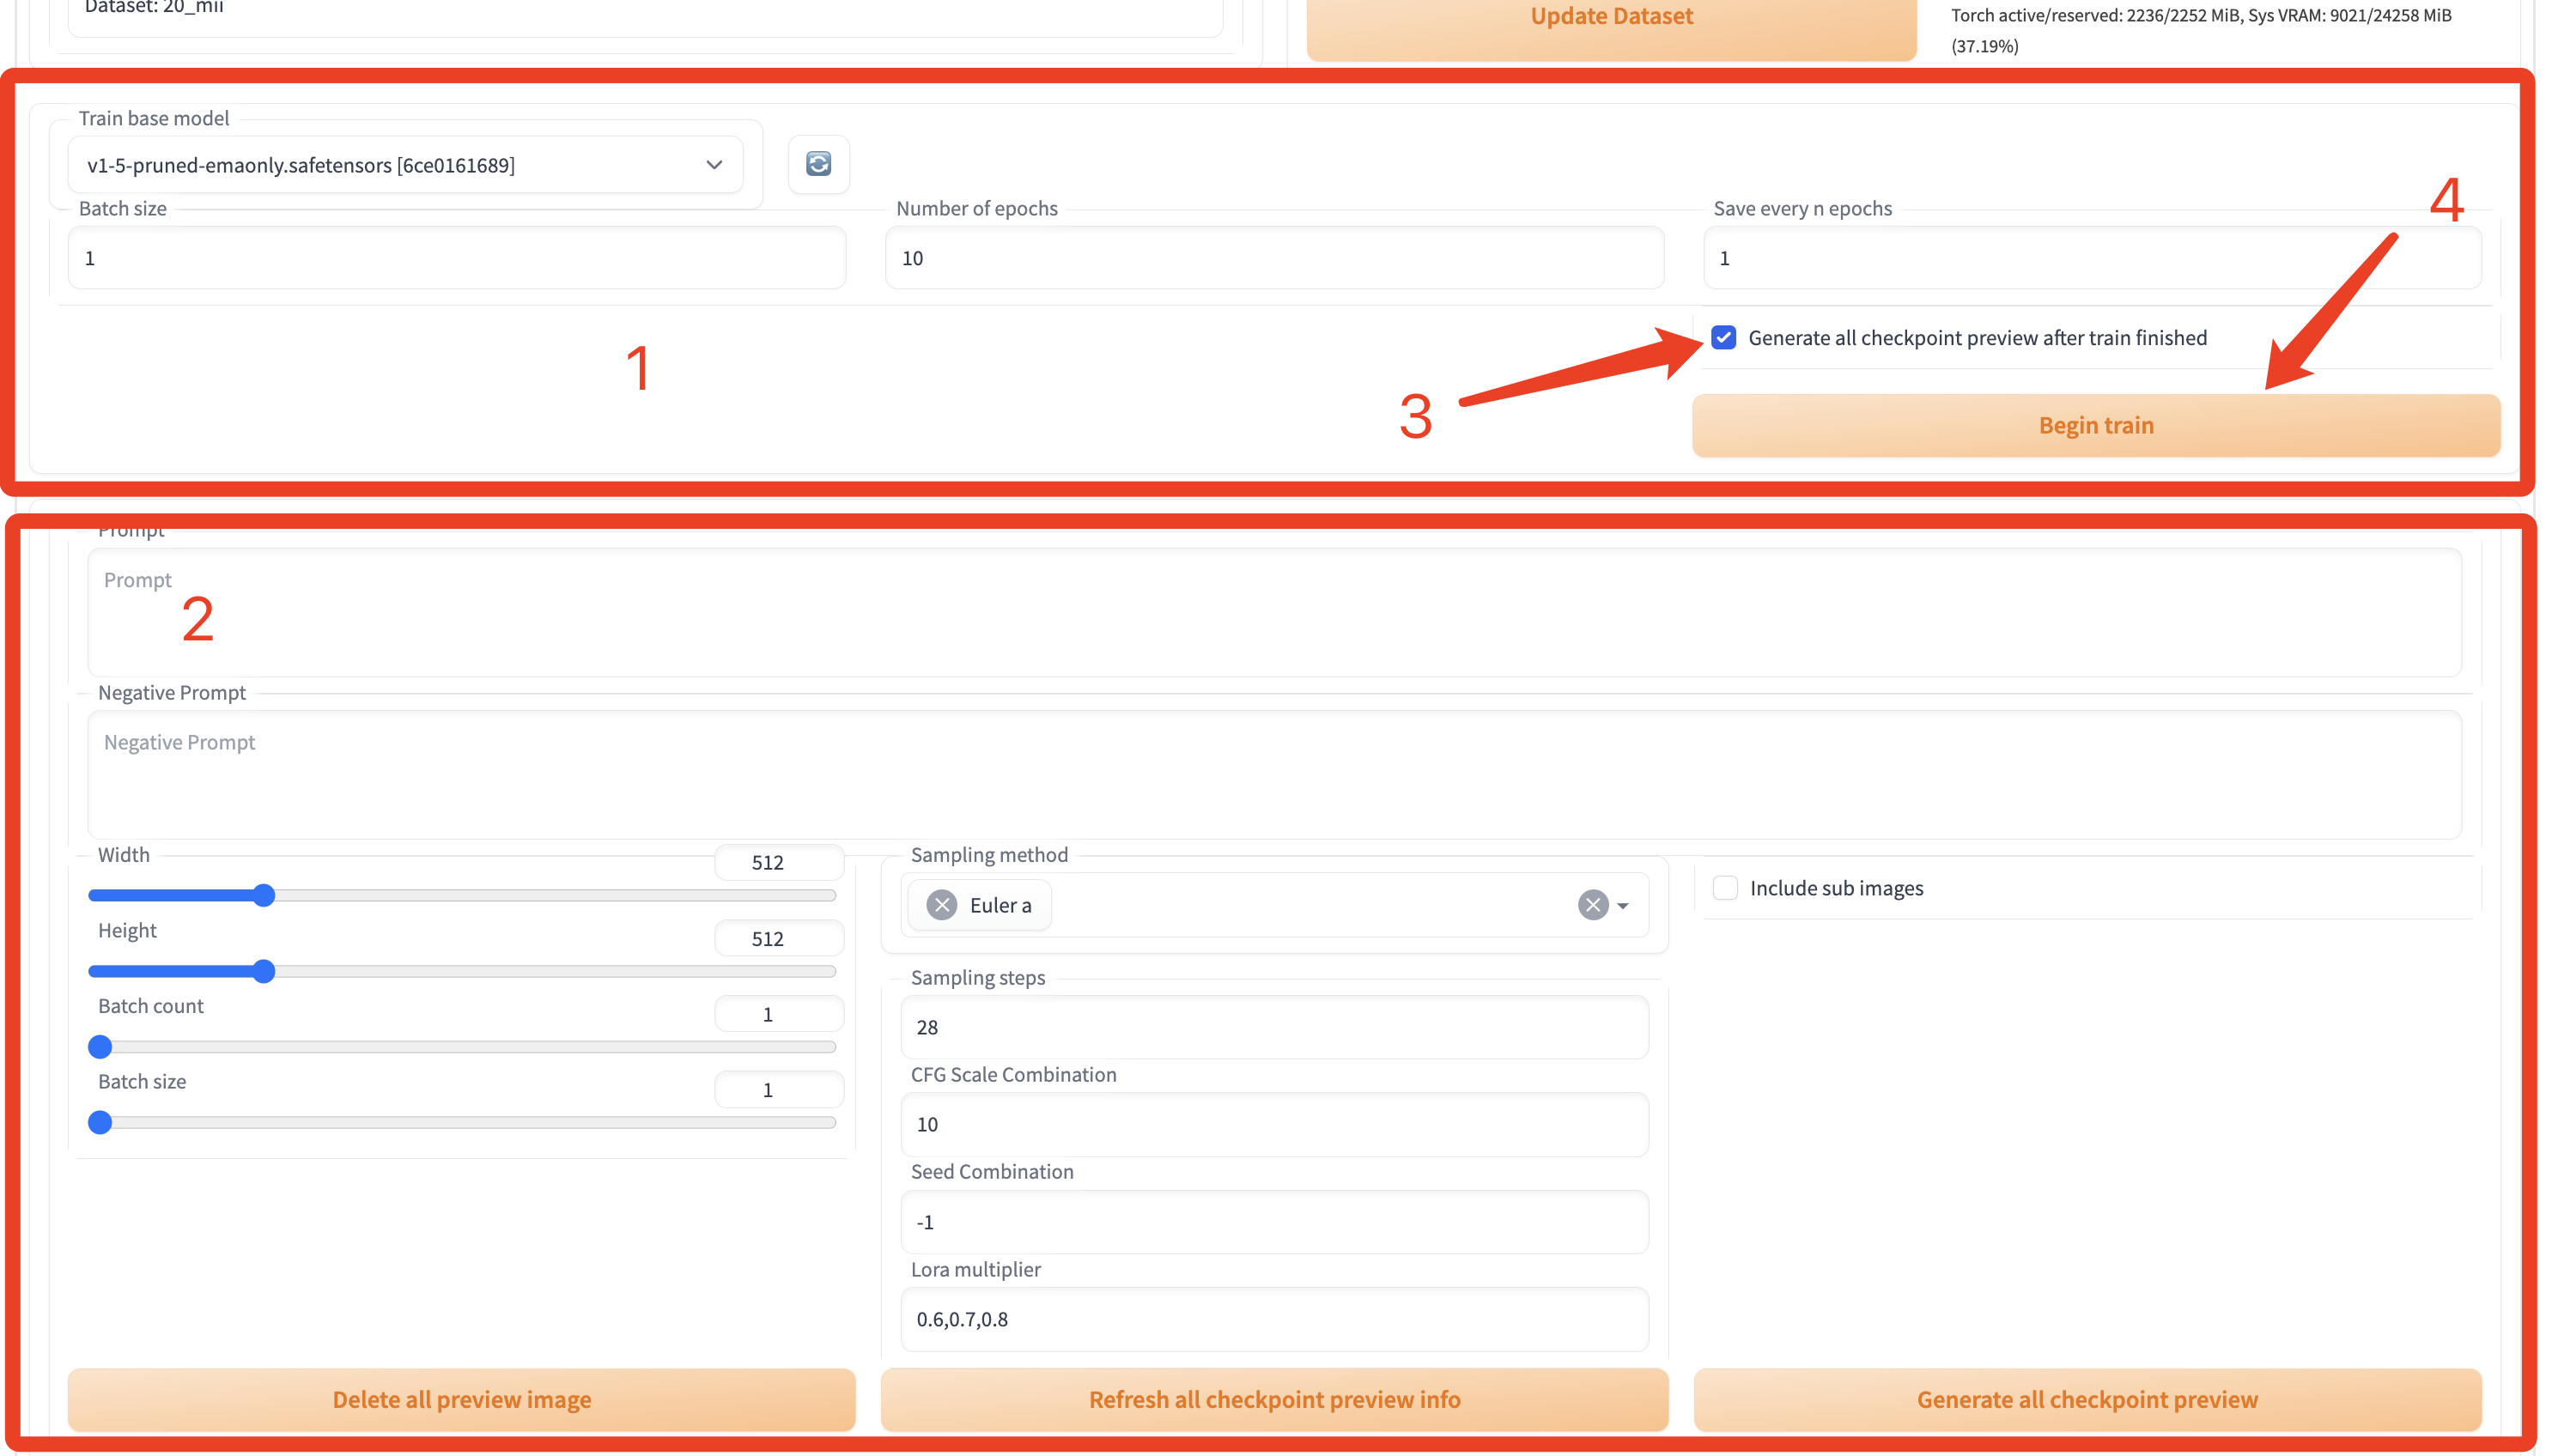 Dataset: 20_mii
Update Dataset
Torch active/reserved: 2236/2252 MiB, Sys VRAM: 9021/24258 MiB
(37.19%)
Train base model
v1-5-pruned-emaonly.safetensors [6ce0161689]
4
Batch size
Number of epochs
Save every n epochs
1
10
1
1
Generate all checkpoint preview after train finished
3
Begin train
Prompt
Prompt
2
Negative Prompt
Negative Prompt
Width
512
Sampling method
Euler a
Include sub images
Height
512
Batch count
1
Batch size
1
Sampling steps
28
CFG Scale Combination
10
Seed Combination
-1
Lora multiplier
0.6,0.7,0.8
Delete all preview image
Refresh all checkpoint preview info
Generate all checkpoint preview